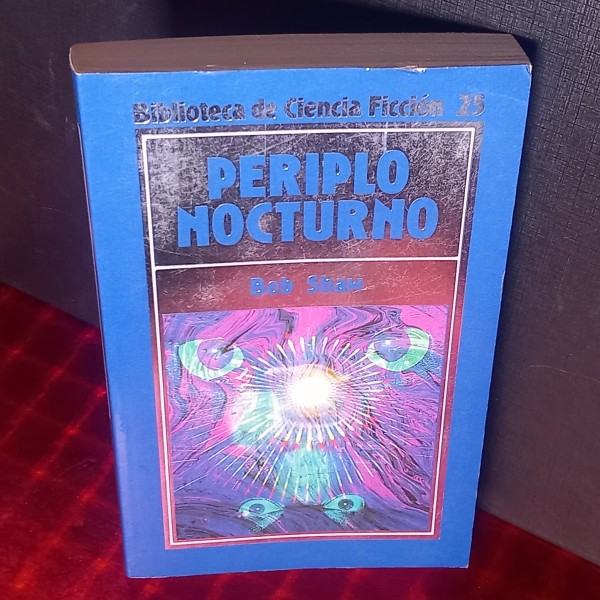 Biblioteca de Ciencia Ficción 25
PERIPLO
NOCTURNO
Bob Shaw